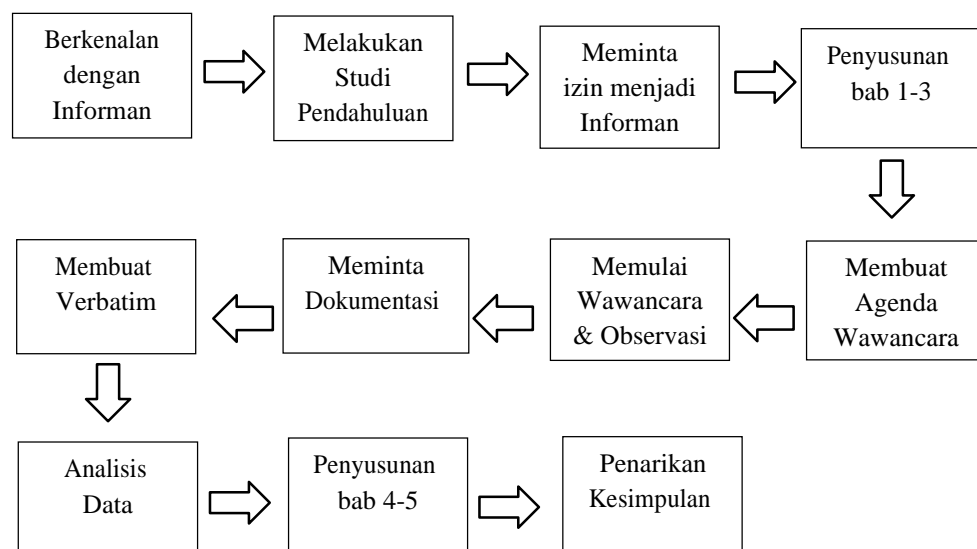 Berkenalan
dengan
Informan
Melakukan
Studi
Pendahuluan
Meminta
izin menjadi
Informan
Penyusunan
bab 1-3
Membuat
Agenda
Wawancara
Memulai
Wawancara
& Observasi
Meminta
Dokumentasi
Membuat
Verbatim
Analisis
Data
Penyusunan
bab 4-5
Penarikan
Kesimpulan